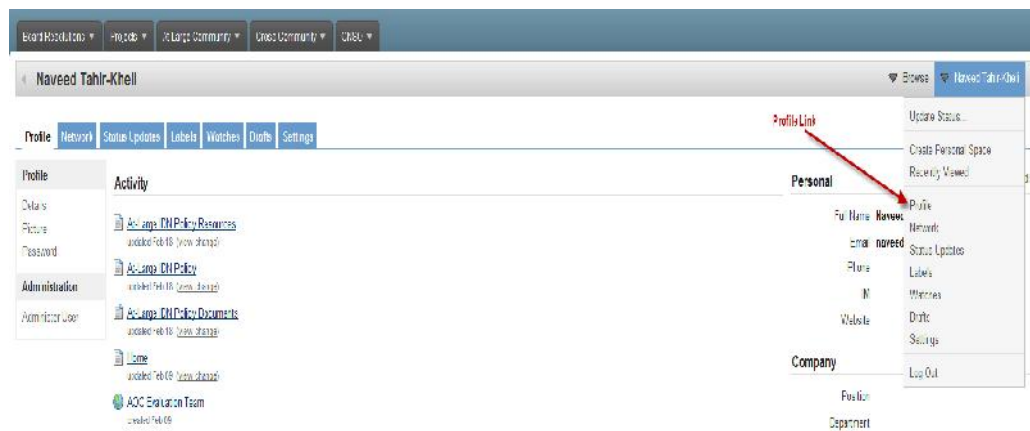 Board Resolutions Projects At-Large Community Cross Community GNSO
Naveed Tahir-Kheli
Browse Naveed Tahir-Kheli
Profile Network Status Updates Labels Watches Drafts Settings
Profile
Details
Picture
Password
Administration
Administer User
Activity
At-Large IDN Policy Resources
updated Feb 18 (view change)
At-Large IDN Policy
updated Feb 18 (view change)
At-Large IDN Policy Documents
updated Feb 18 (view change)
Home
updated Feb 09 (view change)
AOC Evaluation Team
created Feb 09
Profile Link
Personal
Full Name Naveed
Email naveed
Phone
IM
Website
Company
Position
Department
Update Status...
Create Personal Space
Recently Viewed
Profile
Network
Status Updates
Labels
Watches
Drafts
Settings
Log Out